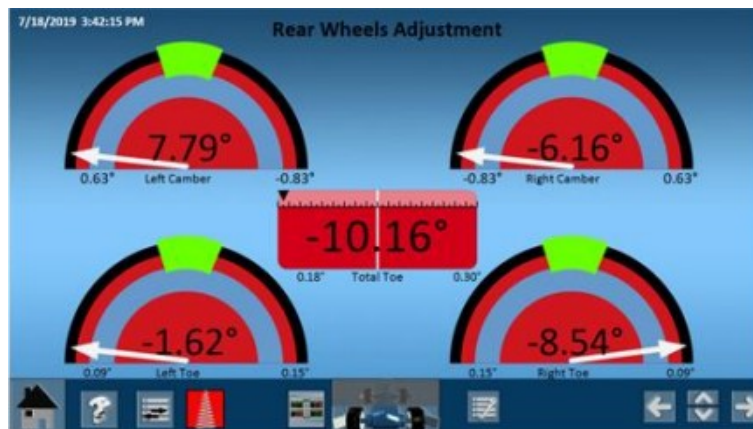 7/18/2019 3:42:15 PM
Rear Wheels Adjustment
7.79°
0.63° Left Camber -0.83°
-6.16°
-0.83° Right Camber 0.63°
-10.16°
0.18° Total Toe 0.30°
-1.62°
0.09° Left Toe 0.15°
-8.54°
0.15° Right Toe 0.09°